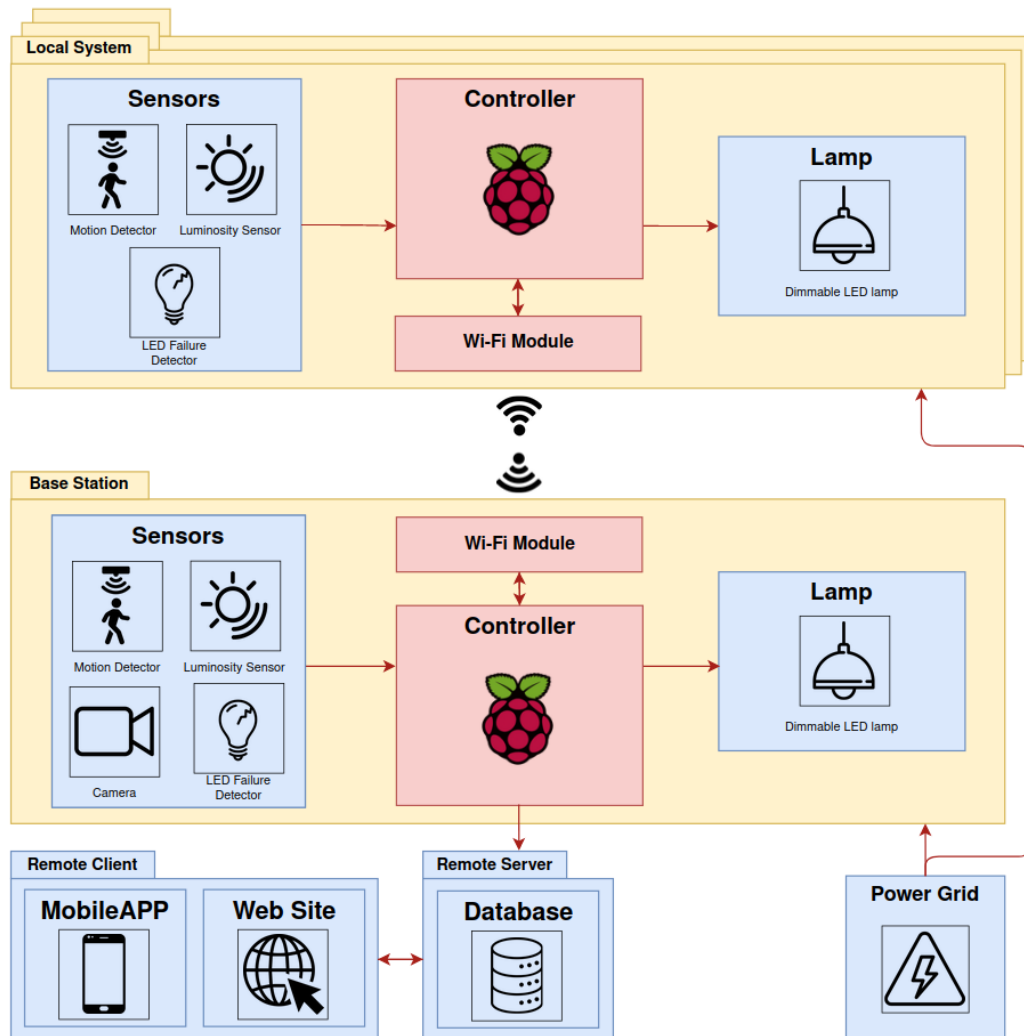 Local System
Sensors
Motion Detector
Luminosity Sensor
LED Failure
Detector
Controller
Wi-Fi Module
Lamp
Dimmable LED lamp
Base Station
Sensors
Motion Detector
Luminosity Sensor
Camera
LED Failure
Detector
Wi-Fi Module
Controller
Lamp
Dimmable LED lamp
Remote Client
MobileAPP
Web Site
Remote Server
Database
Power Grid